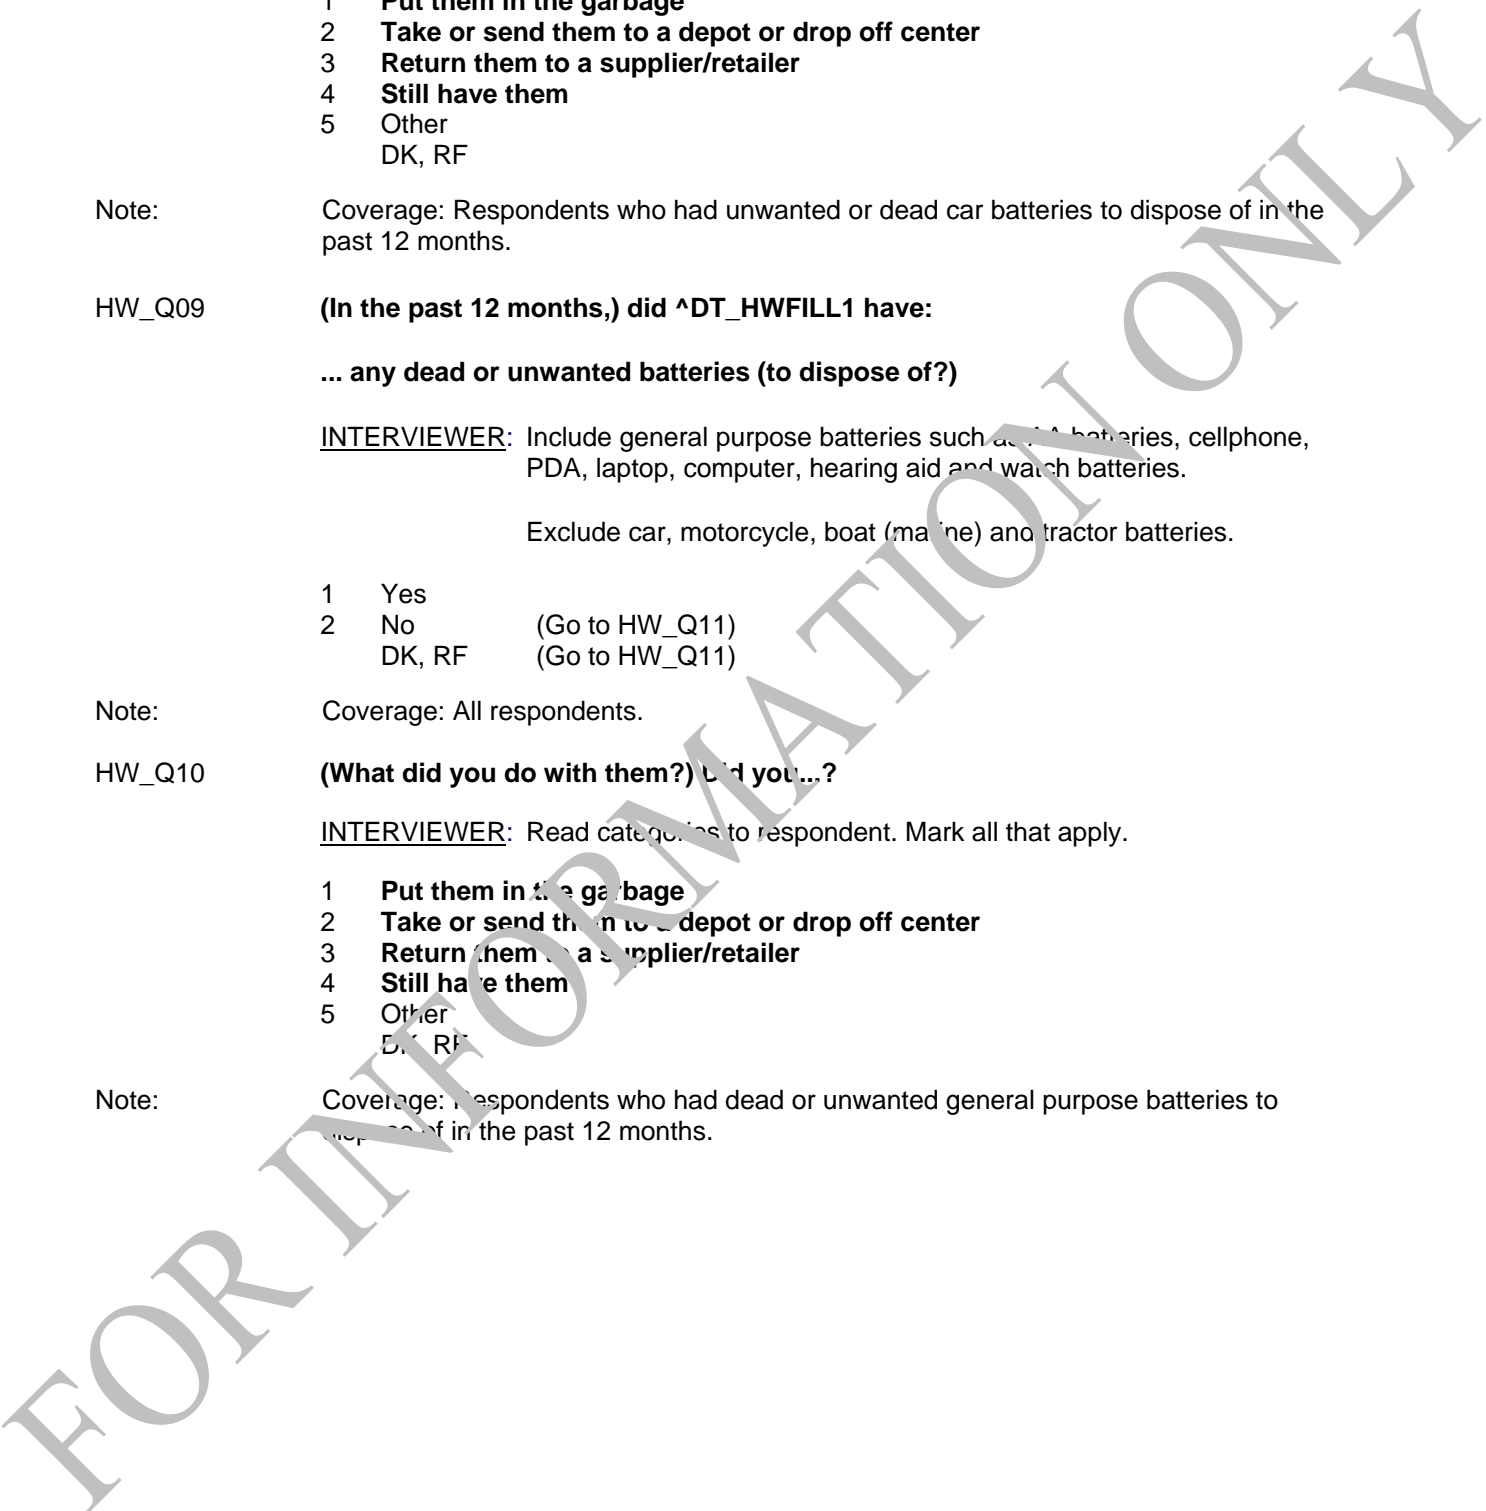 1 Put them in the garbage
2 Take or send them to a depot or drop off center
3 Return them to a supplier/retailer
4 Still have them
5 Other
DK, RF
Note: Coverage: Respondents who had unwanted or dead car batteries to dispose of in the
past 12 months.
HW_Q09 (In the past 12 months,) did ^DT_HWFILL1 have:
... any dead or unwanted batteries (to dispose of?)
INTERVIEWER: Include general purpose batteries such as AA batteries, cellphone,
PDA, laptop, computer, hearing aid and watch batteries.
Exclude car, motorcycle, boat (marine) and tractor batteries.
1 Yes
2 No (Go to HW_Q11)
DK, RF (Go to HW_Q11)
Note: Coverage: All respondents.
HW_Q10 (What did you do with them?) Did you...?
INTERVIEWER: Read categories to respondent. Mark all that apply.
1 Put them in the garbage
2 Take or send them to a depot or drop off center
3 Return them to a supplier/retailer
4 Still have them
5 Other
DK, RF
Note: Coverage: Respondents who had dead or unwanted general purpose batteries to
dispose of in the past 12 months.
FOR INFORMATION ONLY